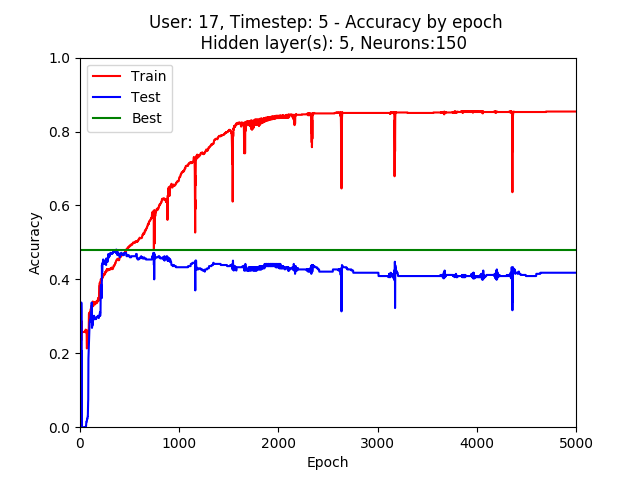 User: 17, Timestep: 5 - Accuracy by epoch
Hidden layer(s): 5, Neurons:150
Train
Test
Best
Accuracy
1.0
0.8
0.6
0.4
0.2
0.0
0 1000 2000 3000 4000 5000
Epoch